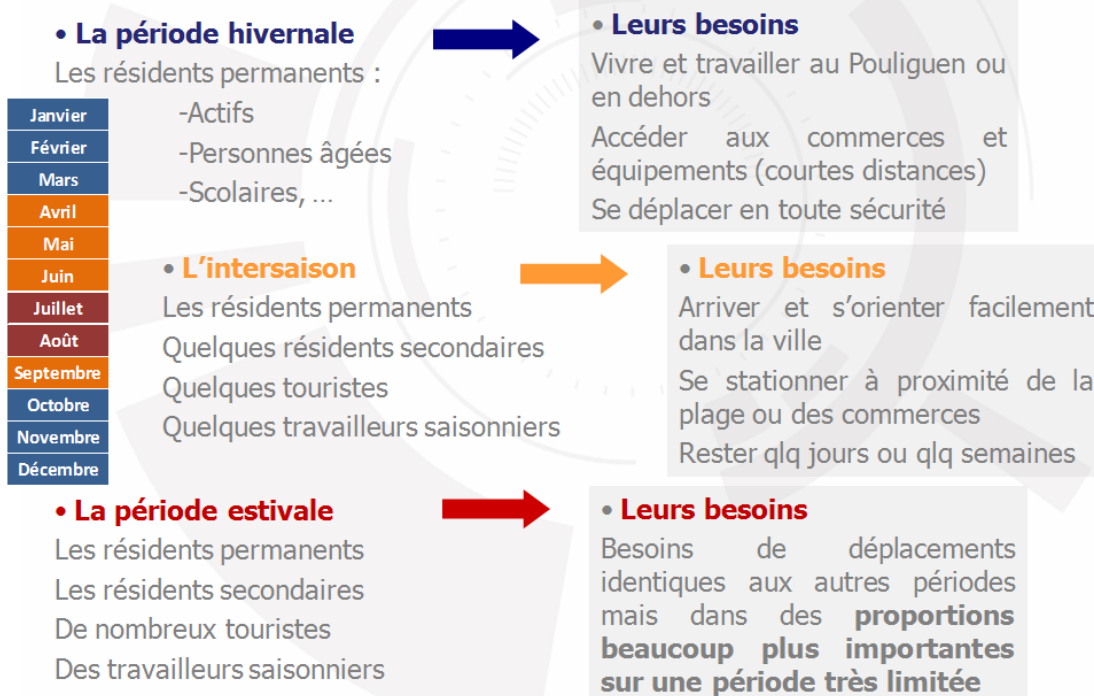 • La période hivernale
Les résidents permanents :
-Actifs
-Personnes âgées
-Scolaires, ...
• Leurs besoins
Vivre et travailler au Pouliguen ou
en dehors
Accéder aux commerces et
équipements (courtes distances)
Se déplacer en toute sécurité
Janvier
Février
Mars
Avril
Mai
Juin
Juillet
Août
Septembre
Octobre
Novembre
Décembre
• L'intersaison
Les résidents permanents
Quelques résidents secondaires
Quelques touristes
Quelques travailleurs saisonniers
• Leurs besoins
Arriver et s'orienter facilement
dans la ville
Se stationner à proximité de la
plage ou des commerces
Rester qlq jours ou qlq semaines
• La période estivale
Les résidents permanents
Les résidents secondaires
De nombreux touristes
Des travailleurs saisonniers
• Leurs besoins
Besoins de déplacements
identiques aux autres périodes
mais dans des proportions
beaucoup plus importantes
sur une période très limitée